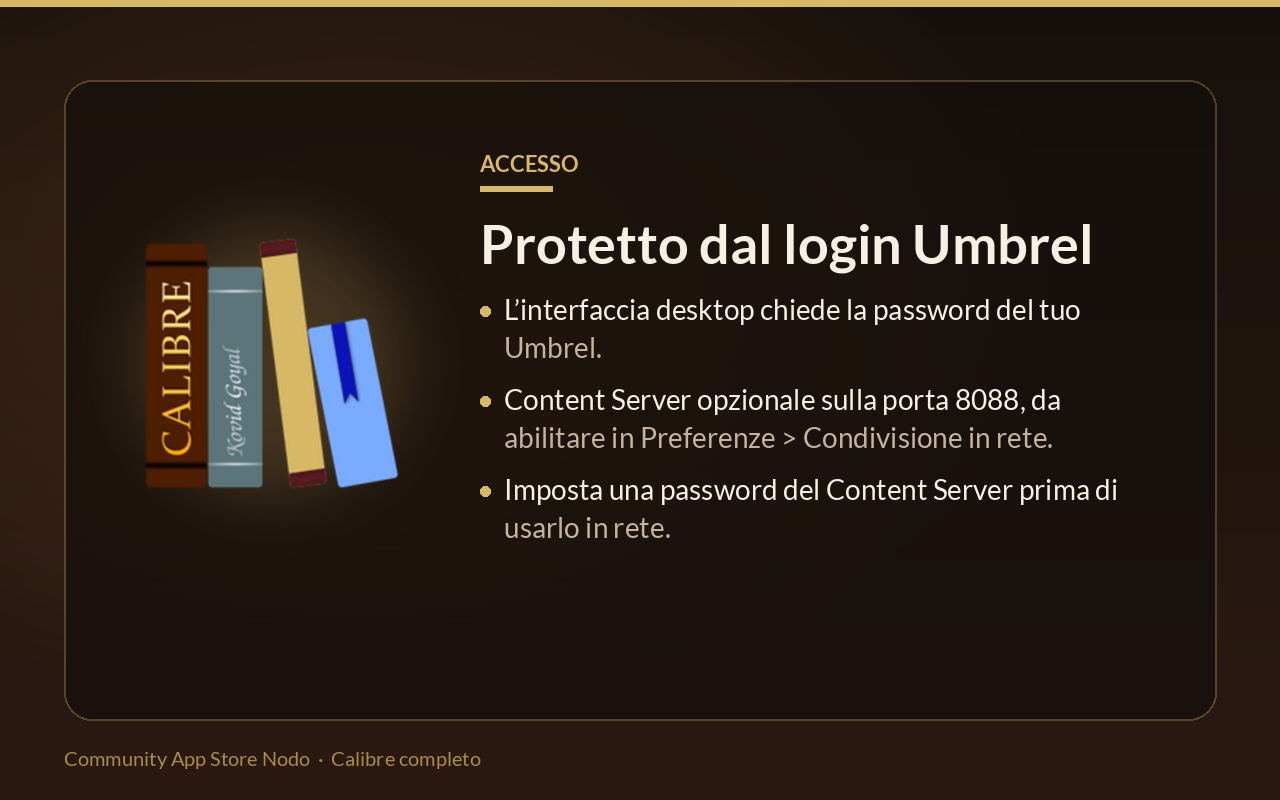 ACCESSO
Protetto dal login Umbrel
L’interfaccia desktop chiede la password del tuo
Umbrel.
Content Server opzionale sulla porta 8088, da
abilitare in Preferenze > Condivisione in rete.
Imposta una password del Content Server prima di
usarlo in rete.
CALIBRE
Kovid Goyal
Community App Store Nodo · Calibre completo